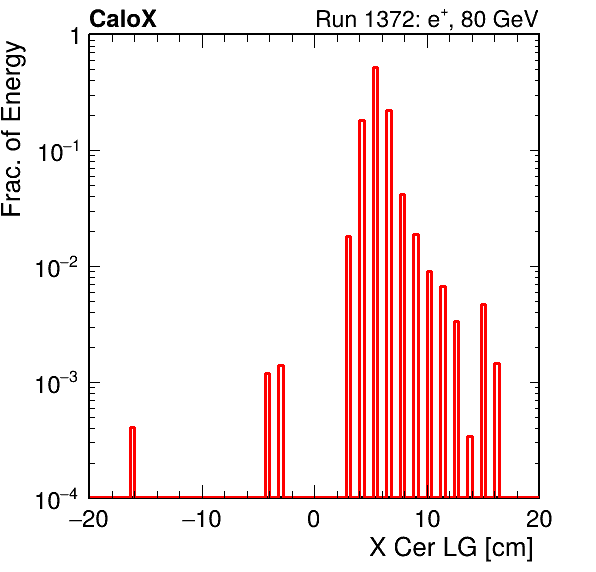 CaloX Run 1372: e⁺, 80 GeV
Frac. of Energy
1
10⁻¹
10⁻²
10⁻³
10⁻⁴
−20 −10 0 10 20
X Cer LG [cm]